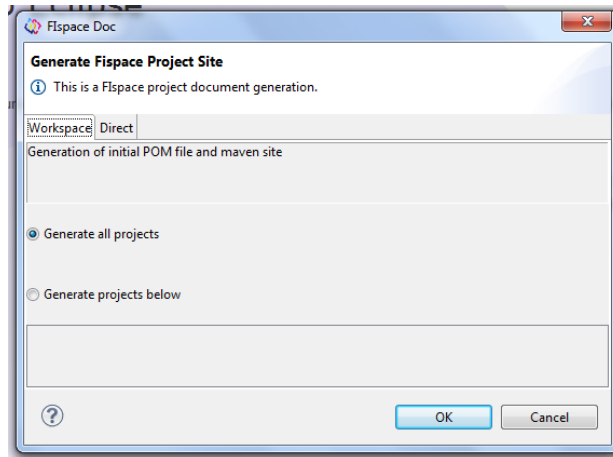 FIspace Doc
Generate Fispace Project Site
This is a FIspace project document generation.
Workspace Direct
Generation of initial POM file and maven site
Generate all projects
Generate projects below
OK Cancel